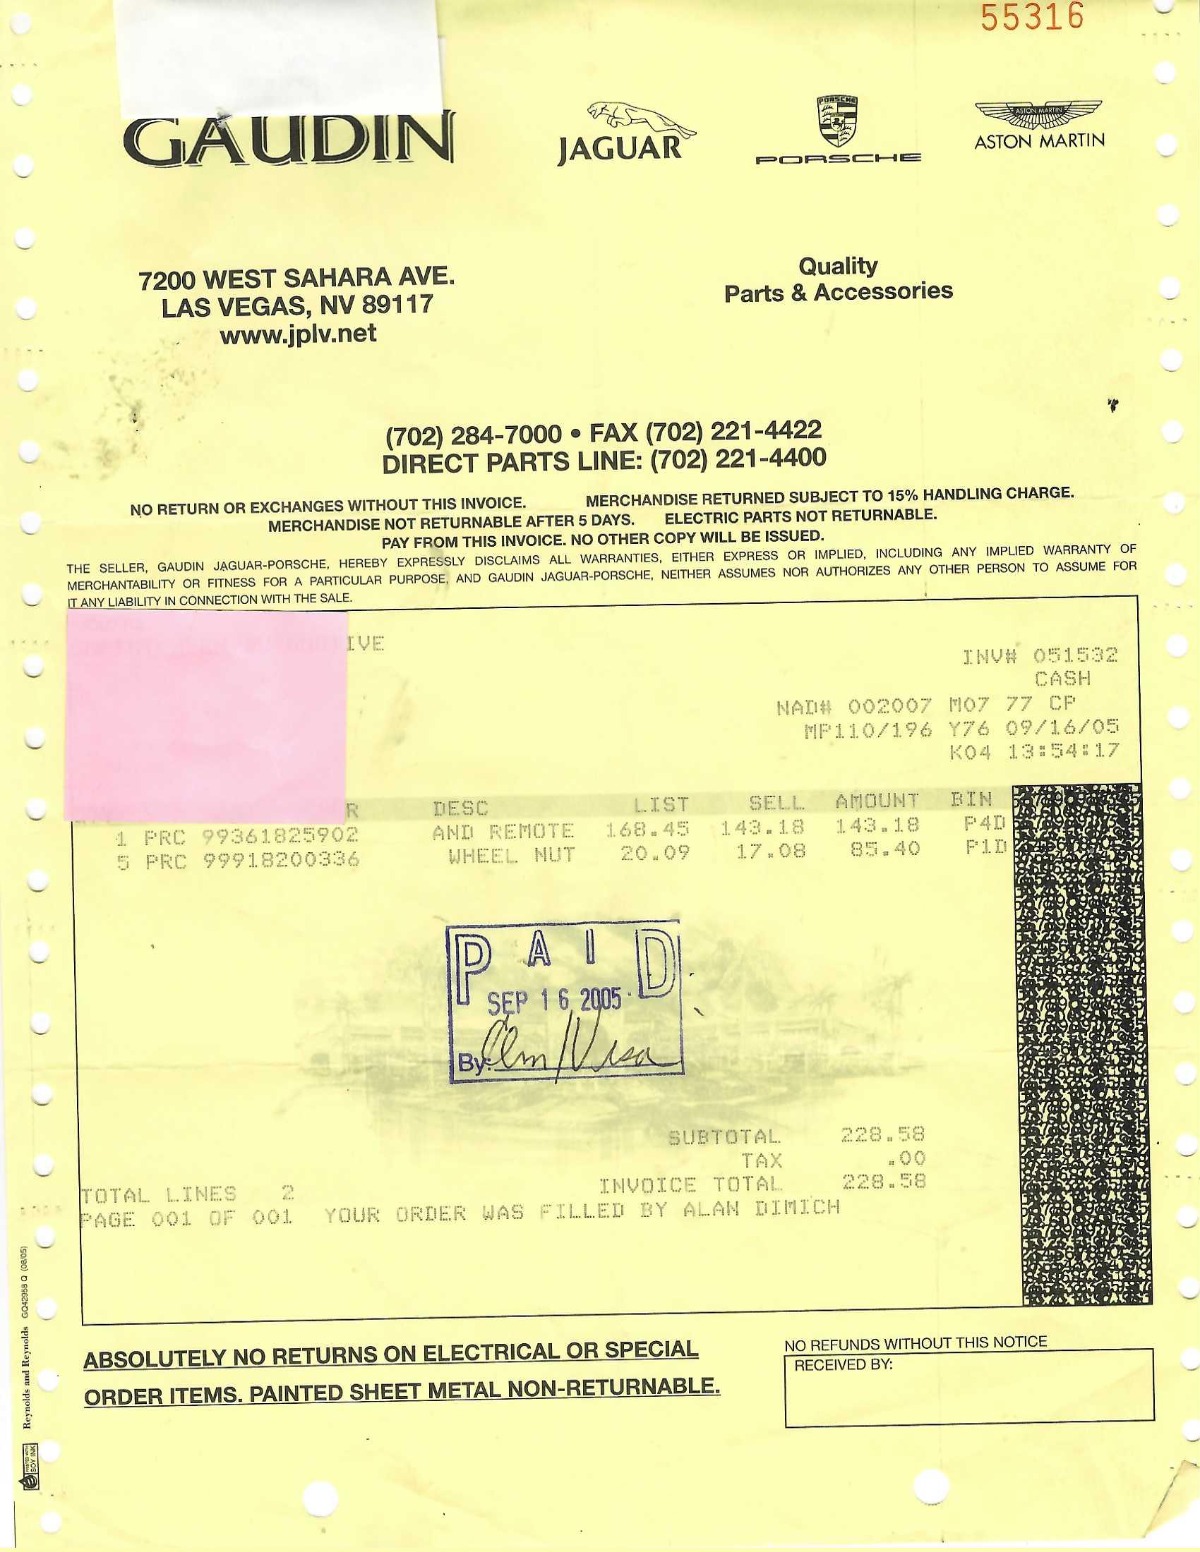 55316
GAUDIN
JAGUAR
PORSCHE
PORSCHE
ASTON MARTIN
ASTON MARTIN
7200 WEST SAHARA AVE.
LAS VEGAS, NV 89117
www.jplv.net
Quality
Parts & Accessories
(702) 284-7000 • FAX (702) 221-4422
DIRECT PARTS LINE: (702) 221-4400
NO RETURN OR EXCHANGES WITHOUT THIS INVOICE. MERCHANDISE RETURNED SUBJECT TO 15% HANDLING CHARGE.
MERCHANDISE NOT RETURNABLE AFTER 5 DAYS. ELECTRIC PARTS NOT RETURNABLE.
PAY FROM THIS INVOICE. NO OTHER COPY WILL BE ISSUED.
THE SELLER, GAUDIN JAGUAR-PORSCHE, HEREBY EXPRESSLY DISCLAIMS ALL WARRANTIES, EITHER EXPRESS OR IMPLIED, INCLUDING ANY IMPLIED WARRANTY OF
MERCHANTABILITY OR FITNESS FOR A PARTICULAR PURPOSE, AND GAUDIN JAGUAR-PORSCHE, NEITHER ASSUMES NOR AUTHORIZES ANY OTHER PERSON TO ASSUME FOR
IT ANY LIABILITY IN CONNECTION WITH THE SALE.
IVE
INV# 051532
CASH
NAD# 002007 M07 77 CP
MP110/196 Y76 09/16/05
K04 13:54:17
R DESC LIST SELL AMOUNT BIN
1 PRC 99361825902 AND REMOTE 168.45 143.18 143.18 P4D
5 PRC 99918200336 WHEEL NUT 20.09 17.08 85.40 P1D
PAID
SEP 16 2005
By: Visa
SUBTOTAL 228.58
TAX .00
INVOICE TOTAL 228.58
TOTAL LINES 2
PAGE 001 OF 001 YOUR ORDER WAS FILLED BY ALAN DIMICH
ABSOLUTELY NO RETURNS ON ELECTRICAL OR SPECIAL
ORDER ITEMS. PAINTED SHEET METAL NON-RETURNABLE.
NO REFUNDS WITHOUT THIS NOTICE
RECEIVED BY:
Reynolds and Reynolds GO42958 Q (08/05)
SOY INK